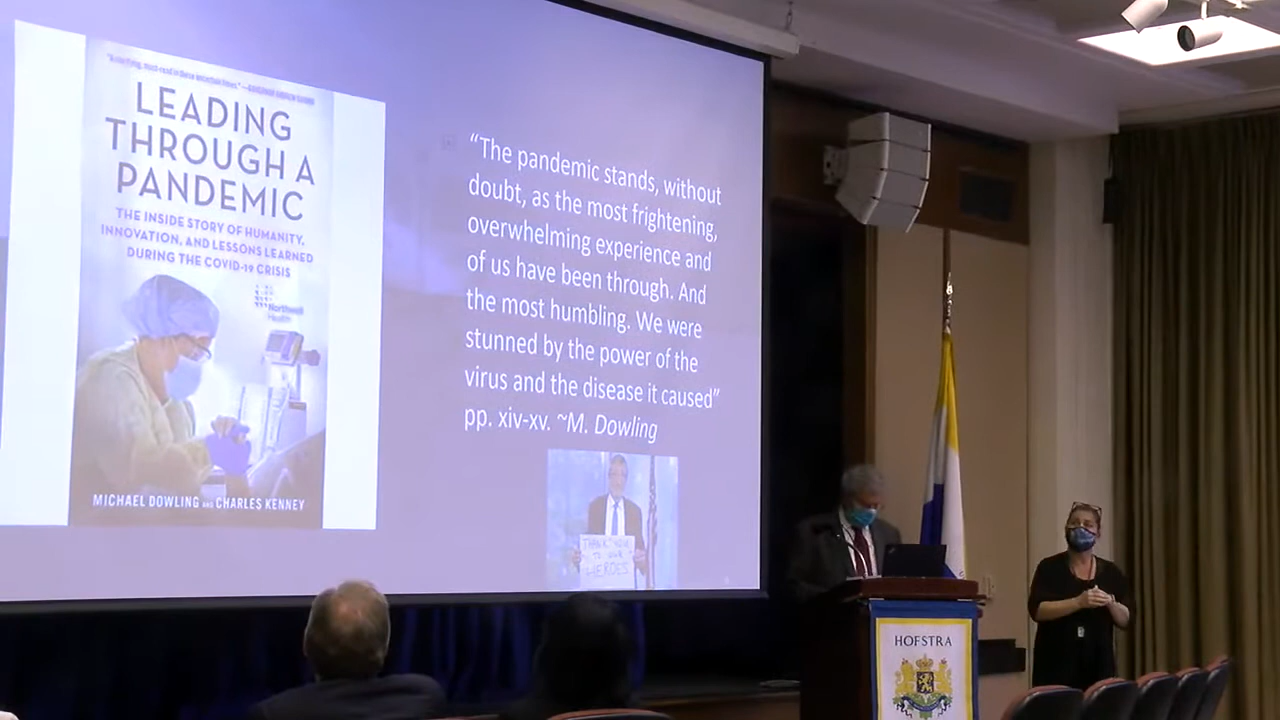 LEADING
THROUGH A
PANDEMIC
THE INSIDE STORY OF HUMANITY,
INNOVATION, AND LESSONS LEARNED
DURING THE COVID-19 CRISIS
Northwell
Health
MICHAEL DOWLING AND CHARLES KENNEY
“The pandemic stands, without
doubt, as the most frightening,
overwhelming experience and
of us have been through. And
the most humbling. We were
stunned by the power of the
virus and the disease it caused”
pp. xiv-xv. ~M. Dowling
THANK YOU
TO OUR
HEROES
HOFSTRA